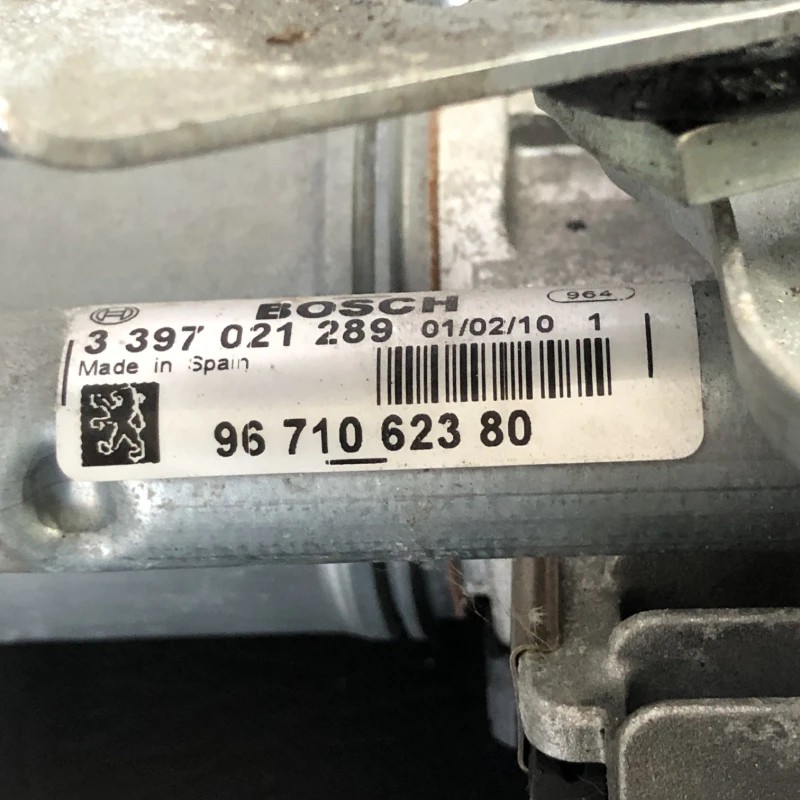 BOSCH 964
3 397 021 289 01/02/10 1
Made in Spain
96 710 623 80